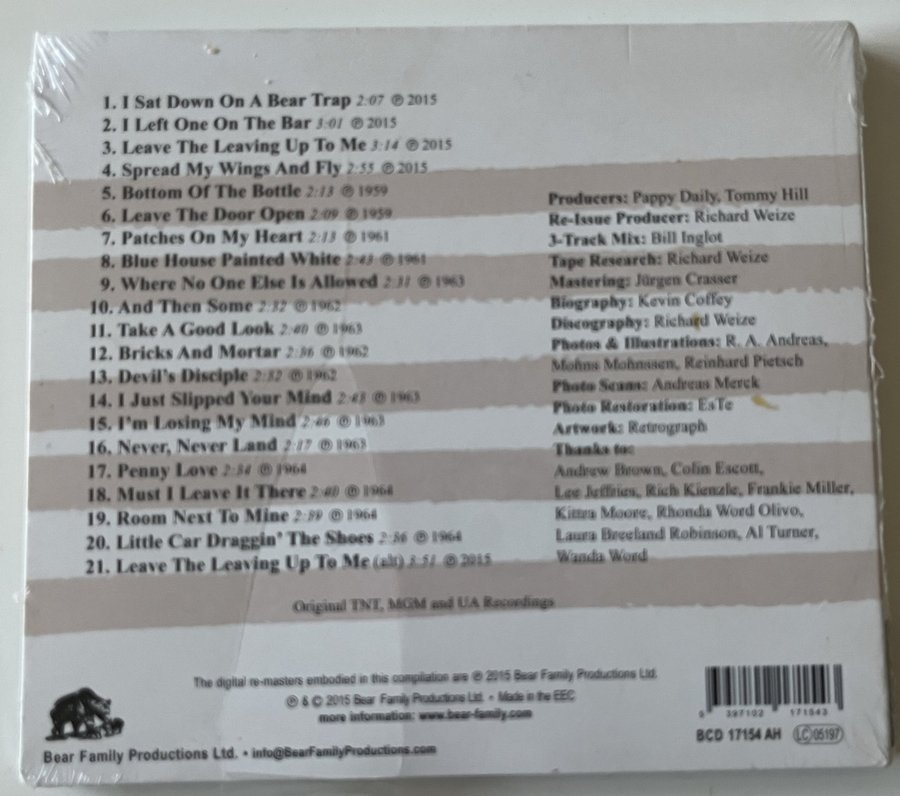 1. I Sat Down On A Bear Trap 2:07 ℗ 2015
2. I Left One On The Bar 3:01 ℗ 2015
3. Leave The Leaving Up To Me 3:14 ℗ 2015
4. Spread My Wings And Fly 2:55 ℗ 2015
5. Bottom Of The Bottle 2:13 ℗ 1959
6. Leave The Door Open 2:09 ℗ 1959
7. Patches On My Heart 2:13 ℗ 1961
8. Blue House Painted White 2:43 ℗ 1961
9. Where No One Else Is Allowed 2:31 ℗ 1963
10. And Then Some 2:32 ℗ 1962
11. Take A Good Look 2:40 ℗ 1963
12. Bricks And Mortar 2:36 ℗ 1962
13. Devil's Disciple 2:32 ℗ 1962
14. I Just Slipped Your Mind 2:43 ℗ 1963
15. I'm Losing My Mind ℗ 1963
16. Never, Never Land 2:17 ℗ 1963
17. Penny Love 2:34 ℗ 1964
18. Must I Leave It There 2:40 ℗ 1964
19. Room Next To Mine 2:39 ℗ 1964
20. Little Car Draggin' The Shoes 2:36 ℗ 1964
21. Leave The Leaving Up To Me (alt) 3:51 ℗ 2015
Producers: Pappy Daily, Tommy Hill
Re-Issue Producer: Richard Weize
3-Track Mix: Bill Inglot
Tape Research: Richard Weize
Mastering: Jürgen Crasser
Biography: Kevin Coffey
Discography: Richard Weize
Photos & Illustrations: R. A. Andreas,
Mohns Mohnssen, Reinhard Pietsch
Photo Scans: Andreas Merck
Photo Restoration: EsTe
Artwork: Retrograph
Thanks to:
Andrew Brown, Colin Escott,
Lee Jeffries, Rich Kienzle, Frankie Miller,
Kittra Moore, Rhonda Word Olivo,
Laura Breeland Robinson, Al Turner,
Wanda Word
Original TNT, MGM and UA Recordings
The digital re-masters embodied in this compilation are ℗ 2015 Bear Family Productions Ltd.
℗ & © 2015 Bear Family Productions Ltd. • Made in the EEC
more information: www.bear-family.com
Bear Family Productions Ltd. • info@BearFamilyProductions.com
BCD 17154 AH LC 05197